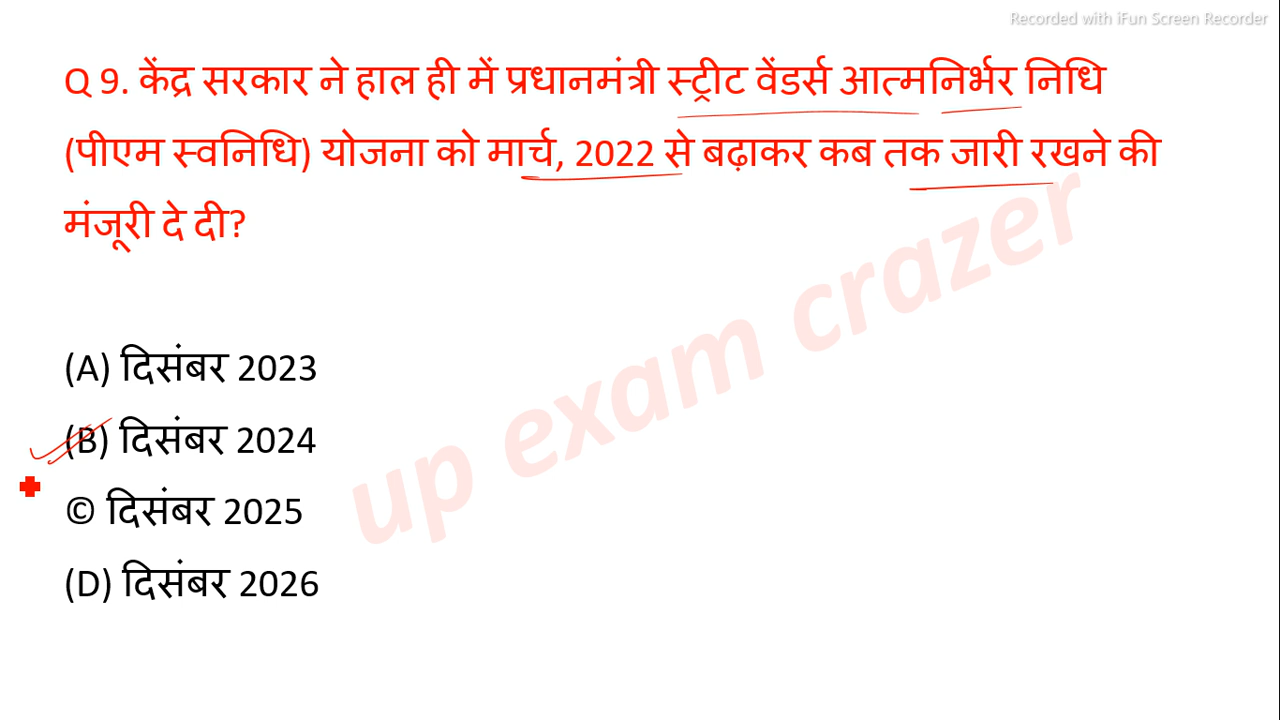 Recorded with iFun Screen Recorder
Q 9. केंद्र सरकार ने हाल ही में प्रधानमंत्री स्ट्रीट वेंडर्स आत्मनिर्भर निधि
(पीएम स्वनिधि) योजना को मार्च, 2022 से बढ़ाकर कब तक जारी रखने की
मंजूरी दे दी?
(A) दिसंबर 2023
(B) दिसंबर 2024
© दिसंबर 2025
(D) दिसंबर 2026
up exam crazer